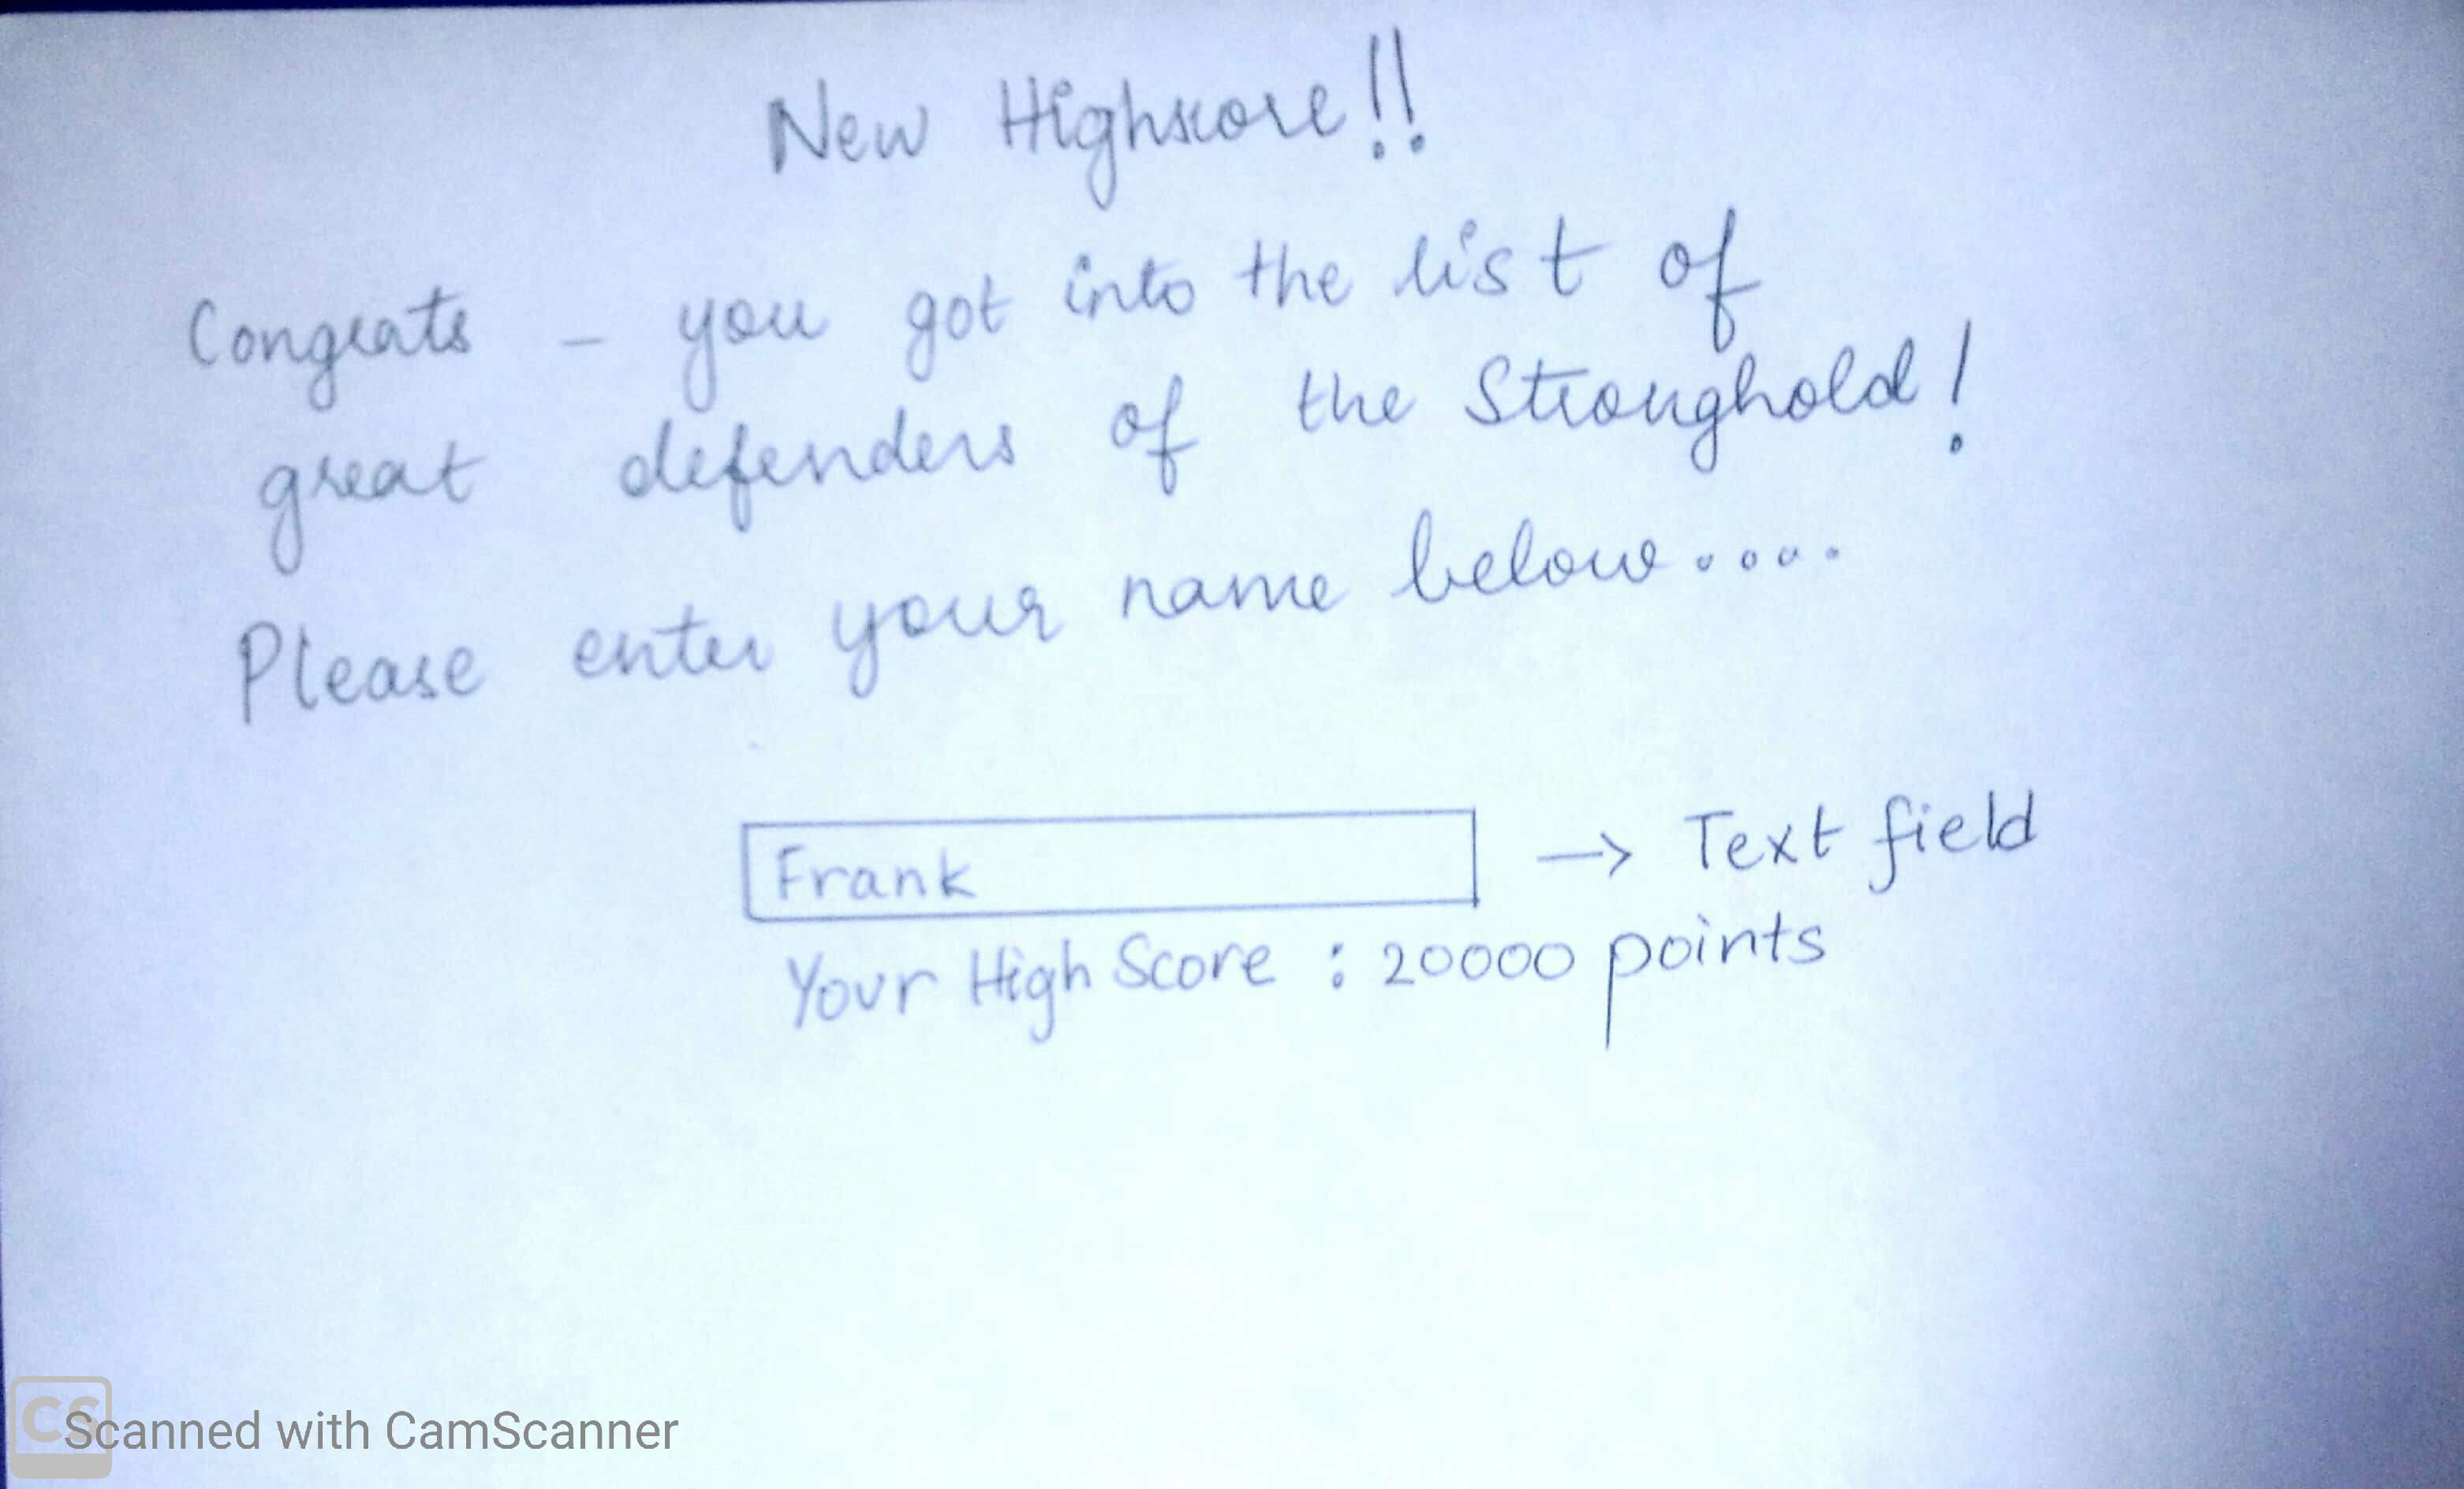 New Highscore!!
Congrats - you got into the list of
great defenders of the Stronghold!
Please enter your name below....
Frank → Text field
Your High Score : 20000 points
CS Scanned with CamScanner